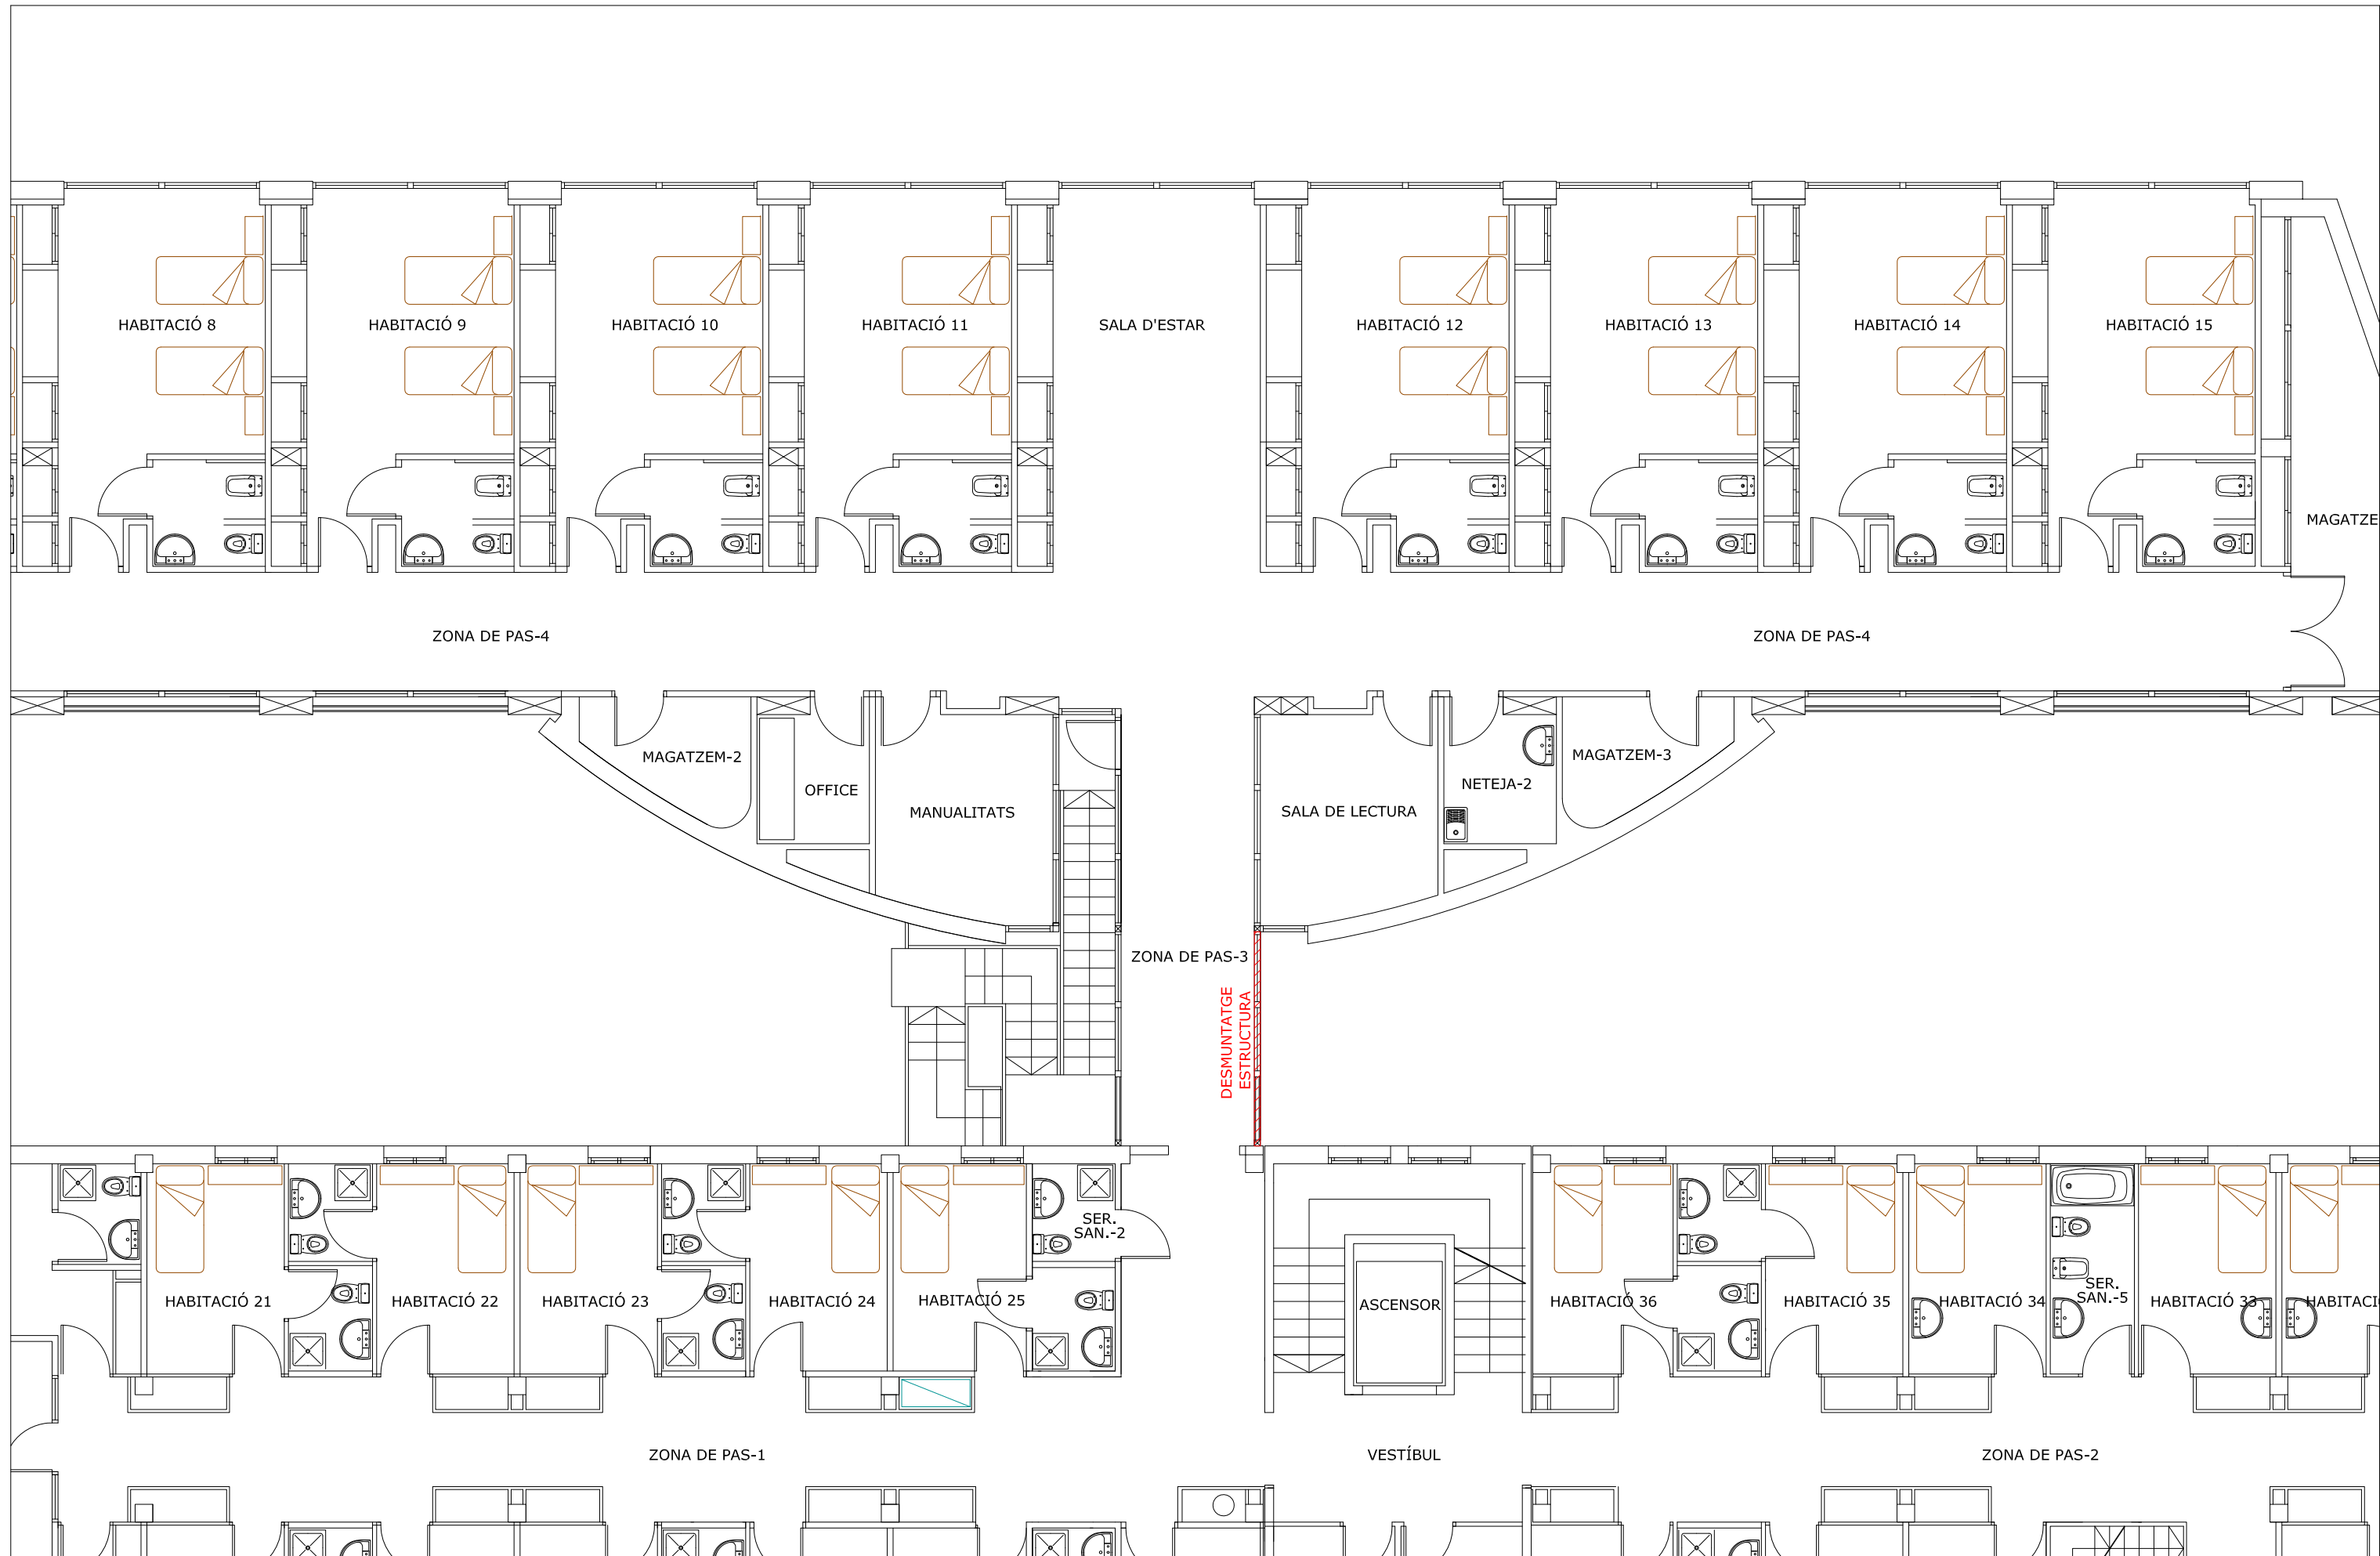 HABITACIÓ 8
HABITACIÓ 9
HABITACIÓ 10
HABITACIÓ 11
SALA D'ESTAR
HABITACIÓ 12
HABITACIÓ 13
HABITACIÓ 14
HABITACIÓ 15
MAGATZE
ZONA DE PAS-4
ZONA DE PAS-4
MAGATZEM-2
OFFICE
MANUALITATS
SALA DE LECTURA
NETEJA-2
MAGATZEM-3
ZONA DE PAS-3
DESMUNTATGE
ESTRUCTURA
SER.
SAN.-2
HABITACIÓ 21
HABITACIÓ 22
HABITACIÓ 23
HABITACIÓ 24
HABITACIÓ 25
ASCENSOR
HABITACIÓ 36
HABITACIÓ 35
HABITACIÓ 34
SER.
SAN.-5
HABITACIÓ 33
HABITACI
ZONA DE PAS-1
VESTÍBUL
ZONA DE PAS-2